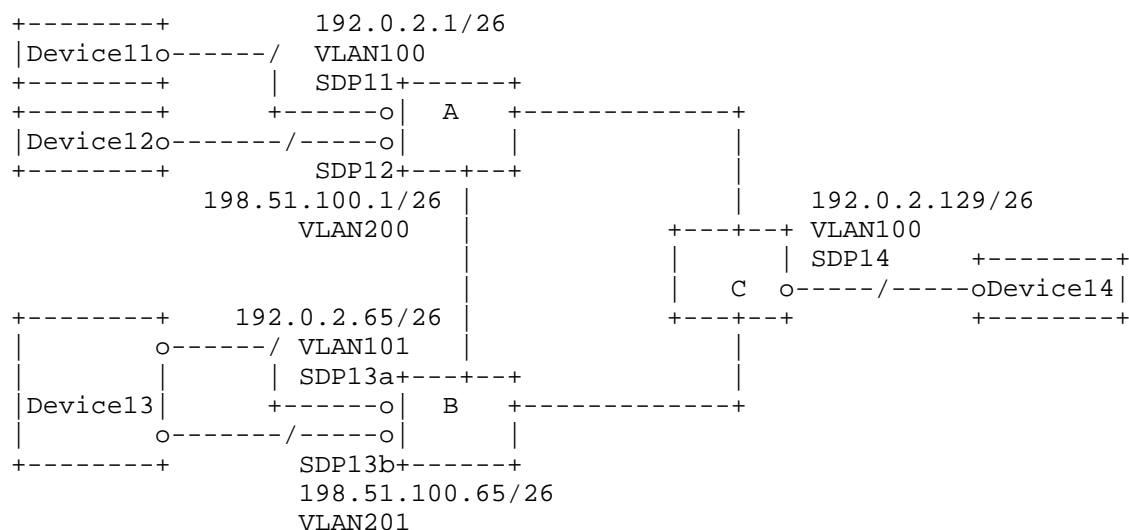 192.0.2.1/26
Device11 VLAN100
SDP11
A
Device12
SDP12
198.51.100.1/26 192.0.2.129/26
VLAN200 VLAN100
SDP14
C Device14
192.0.2.65/26
VLAN101
SDP13a
Device13 B
SDP13b
198.51.100.65/26
VLAN201